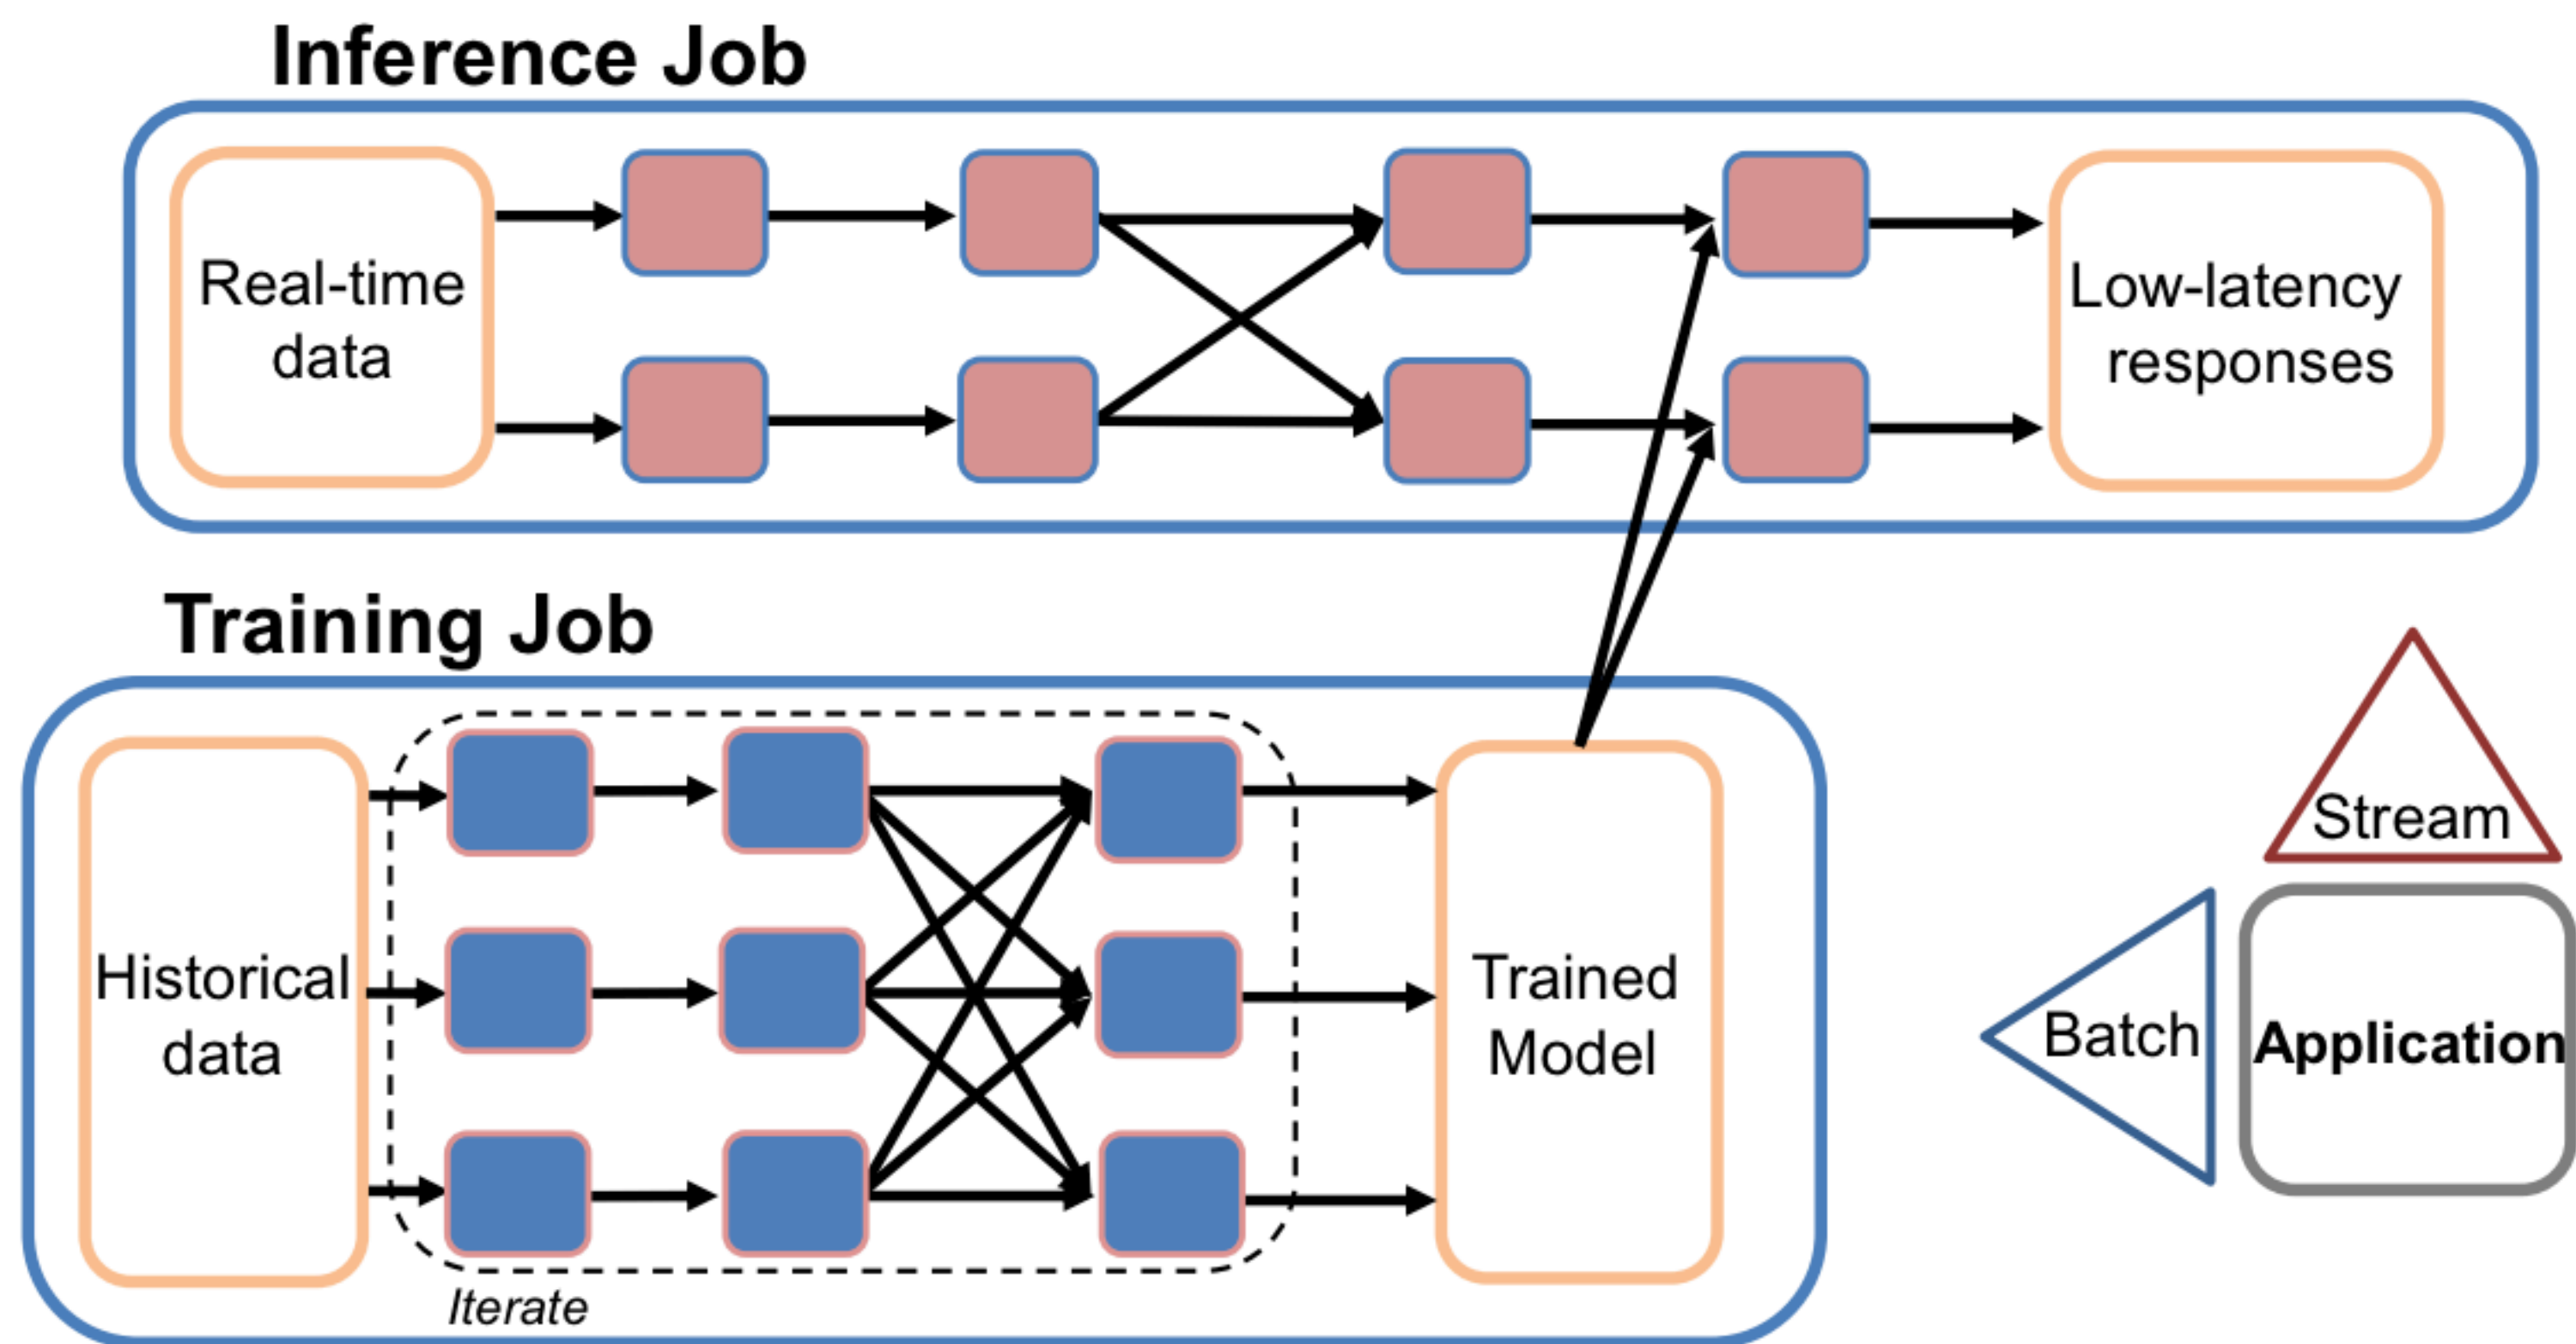 Inference Job
Real-time
data
Low-latency
responses
Training Job
Historical
data
Iterate
Trained
Model
Stream
Batch
Application